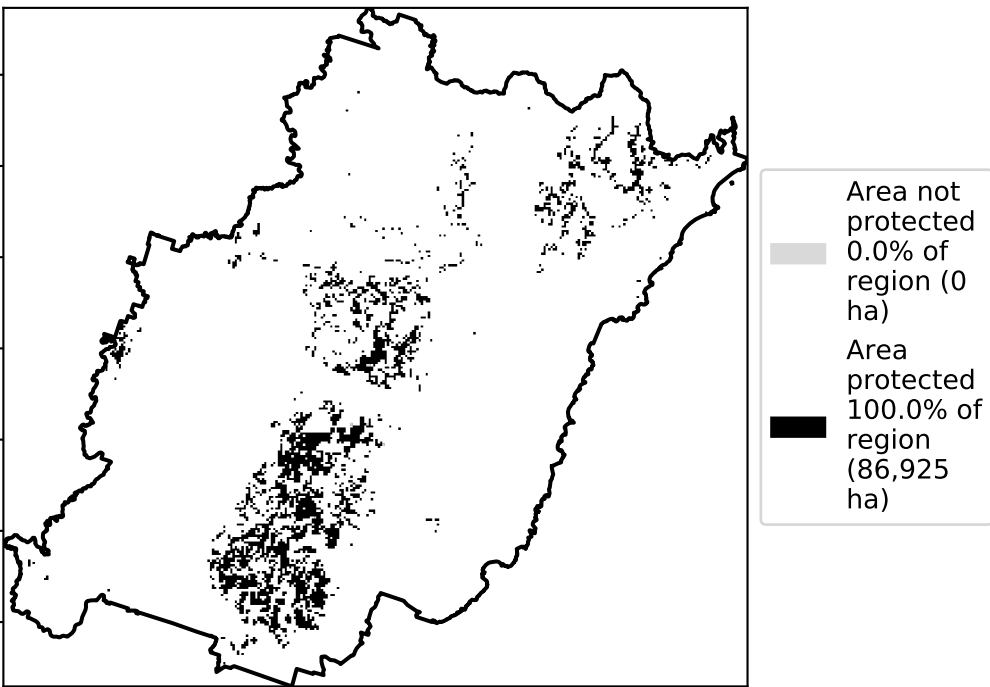 Area not
protected
0.0% of
region (0
ha)
Area
protected
100.0% of
region
(86,925
ha)